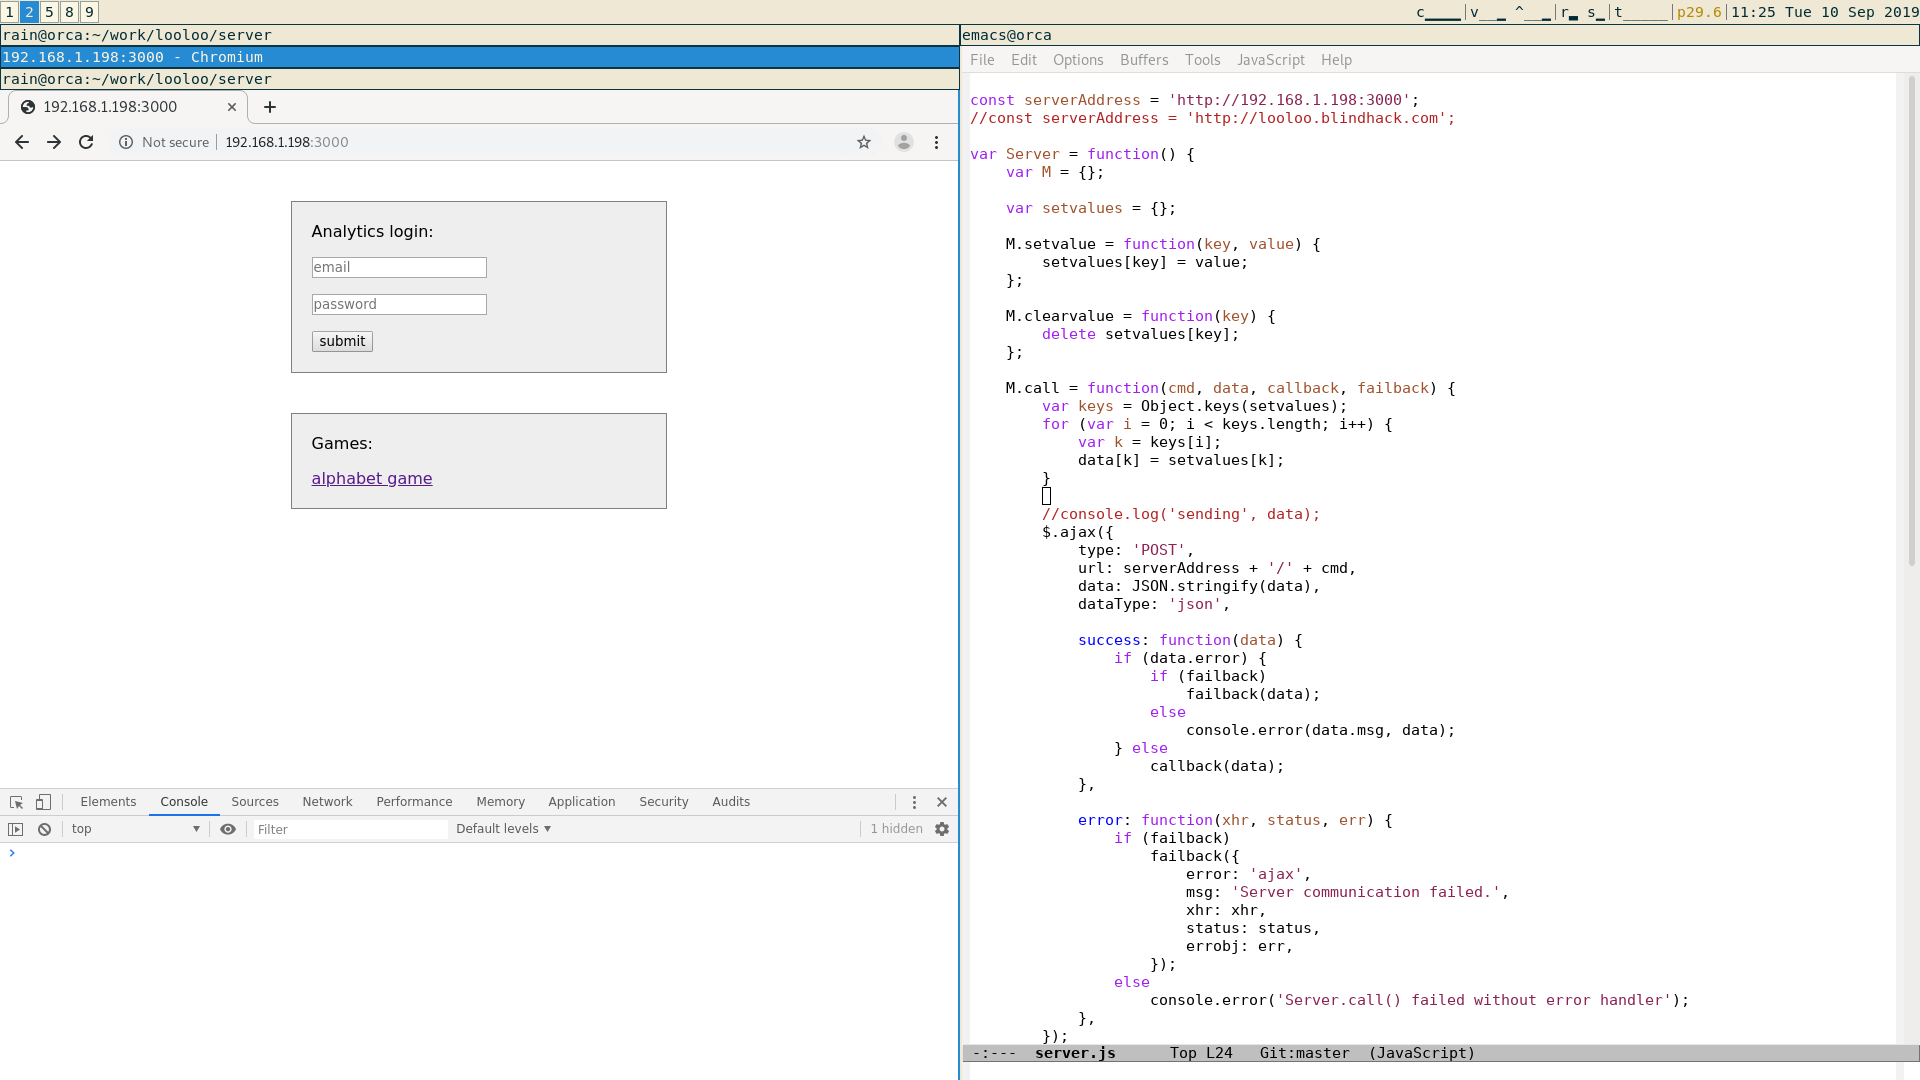 1 2 5 8 9
c____ v___ ^___ r_ s_ t_____ p29.6 11:25 Tue 10 Sep 2019
rain@orca:~/work/looloo/server
192.168.1.198:3000 - Chromium
rain@orca:~/work/looloo/server
192.168.1.198:3000
Not secure 192.168.1.198:3000
Analytics login:
email
password
submit
Games:
alphabet game
Elements Console Sources Network Performance Memory Application Security Audits
top Filter Default levels 1 hidden
emacs@orca
File Edit Options Buffers Tools JavaScript Help
const serverAddress = 'http://192.168.1.198:3000';
//const serverAddress = 'http://looloo.blindhack.com';
var Server = function() {
    var M = {};
    var setvalues = {};
    M.setvalue = function(key, value) {
        setvalues[key] = value;
    };
    M.clearvalue = function(key) {
        delete setvalues[key];
    };
    M.call = function(cmd, data, callback, failback) {
        var keys = Object.keys(setvalues);
        for (var i = 0; i < keys.length; i++) {
            var k = keys[i];
            data[k] = setvalues[k];
        }
        //console.log('sending', data);
        $.ajax({
            type: 'POST',
            url: serverAddress + '/' + cmd,
            data: JSON.stringify(data),
            dataType: 'json',
            success: function(data) {
                if (data.error) {
                    if (failback)
                        failback(data);
                    else
                        console.error(data.msg, data);
                } else
                    callback(data);
            },
            error: function(xhr, status, err) {
                if (failback)
                    failback({
                        error: 'ajax',
                        msg: 'Server communication failed.',
                        xhr: xhr,
                        status: status,
                        errobj: err,
                    });
                else
                    console.error('Server.call() failed without error handler');
            },
        });
-:--- server.js Top L24 Git:master (JavaScript)